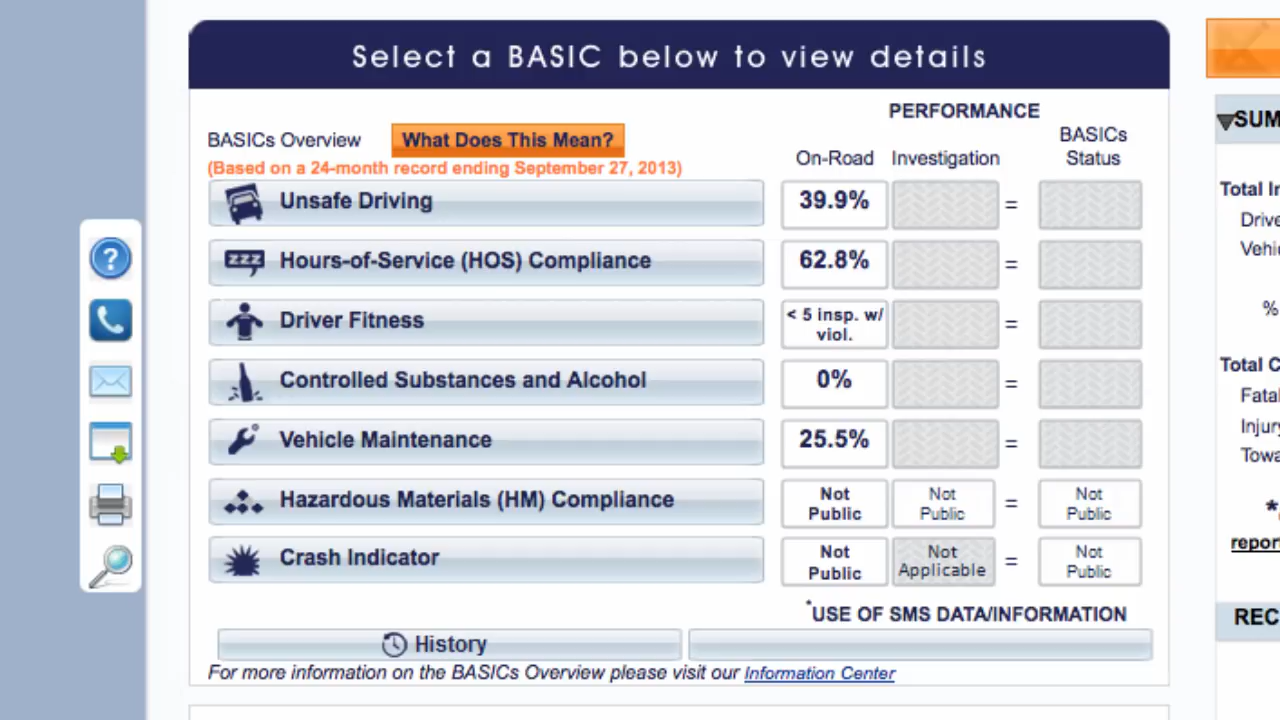 Select a BASIC below to view details
PERFORMANCE
BASICs Overview What Does This Mean?
(Based on a 24-month record ending September 27, 2013)
On-Road Investigation BASICs Status
Unsafe Driving 39.9% =
zzz Hours-of-Service (HOS) Compliance 62.8% =
Driver Fitness < 5 insp. w/ viol. =
Controlled Substances and Alcohol 0% =
Vehicle Maintenance 25.5% =
Hazardous Materials (HM) Compliance Not Public Not Public = Not Public
Crash Indicator Not Public Not Applicable = Not Public
*USE OF SMS DATA/INFORMATION
History
For more information on the BASICs Overview please visit our Information Center
?
SUM
Total In
Drive
Vehic
%
Total C
Fatal
Injury
Towa
*
report
REC